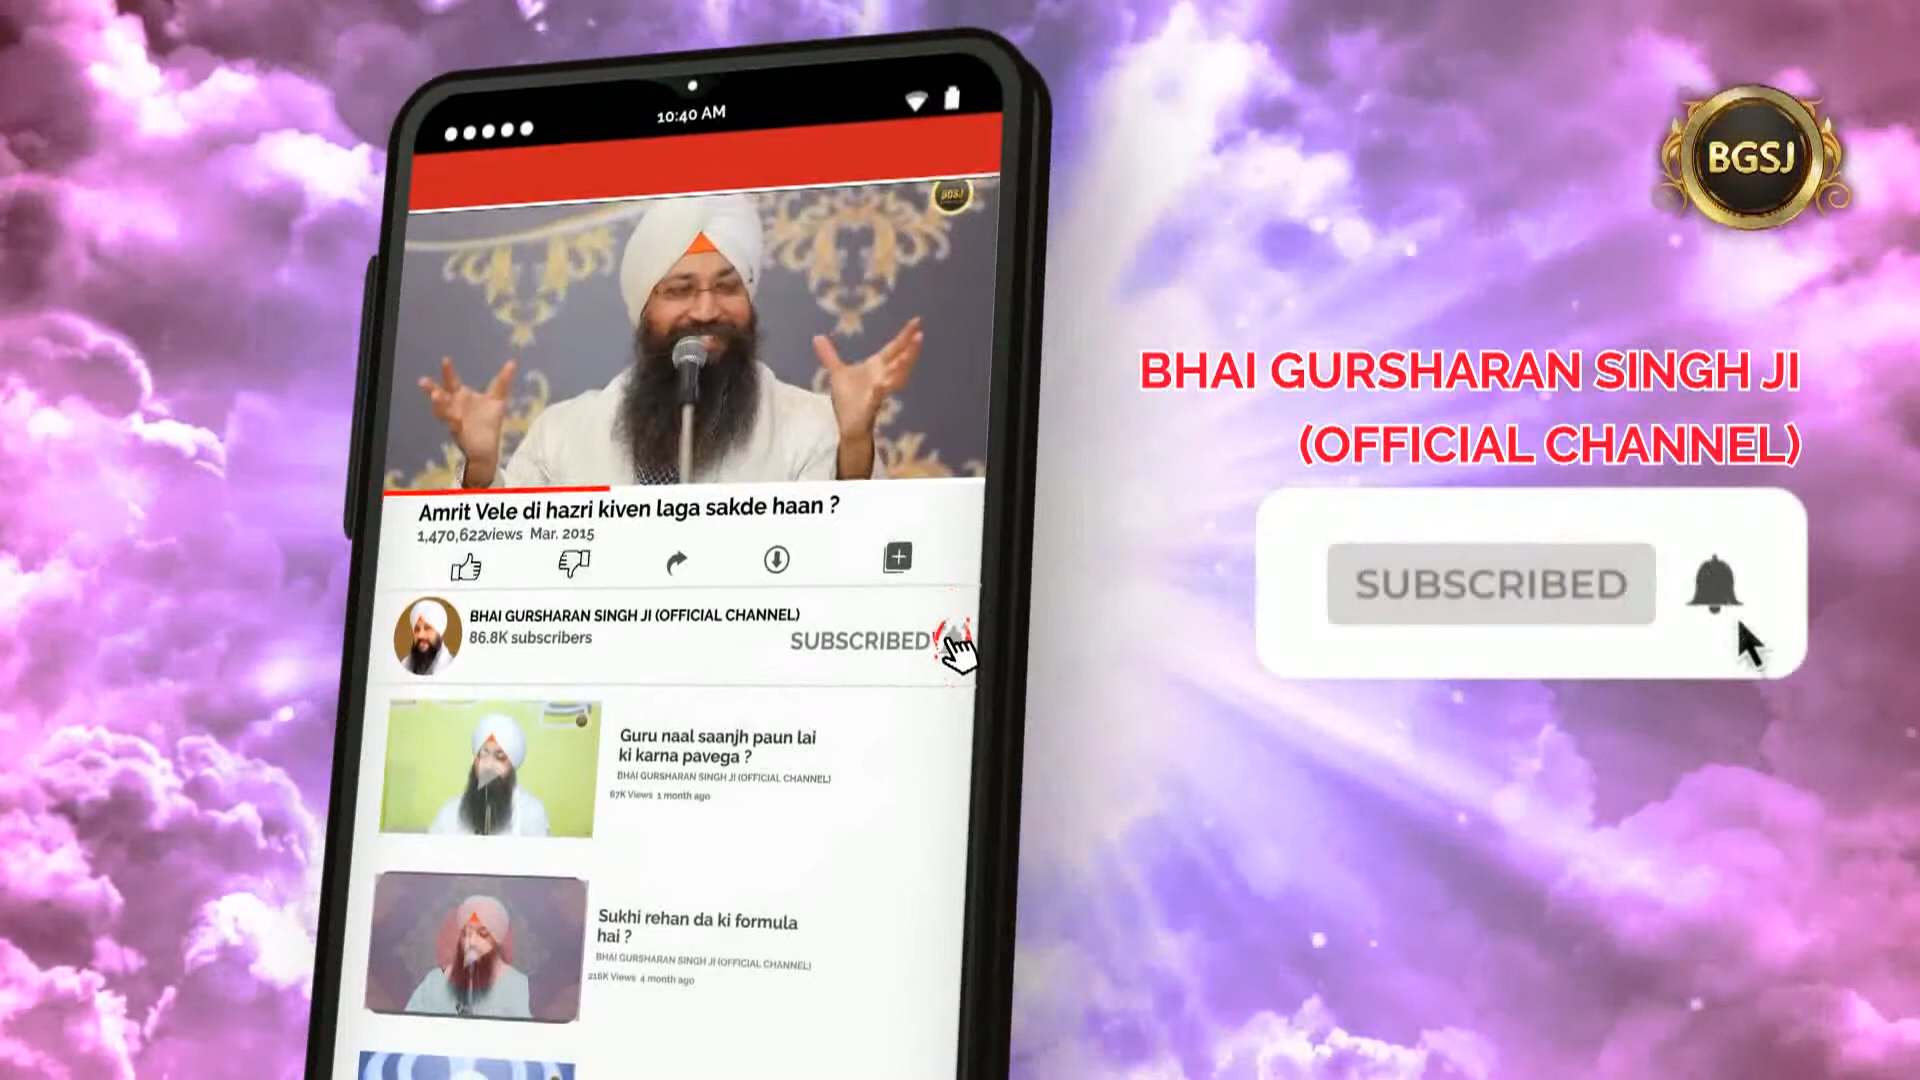 10:40 AM
BGSJ
BGSJ
BHAI GURSHARAN SINGH JI
(OFFICIAL CHANNEL)
SUBSCRIBED
Amrit Vele di hazri kiven laga sakde haan ?
1,470,622views Mar. 2015
BHAI GURSHARAN SINGH JI (OFFICIAL CHANNEL)
86.8K subscribers
SUBSCRIBED
Guru naal saanjh paun lai
ki karna pavega ?
BHAI GURSHARAN SINGH JI (OFFICIAL CHANNEL)
67K Views 1 month ago
Sukhi rehan da ki formula
hai ?
BHAI GURSHARAN SINGH JI (OFFICIAL CHANNEL)
216K Views 4 month ago